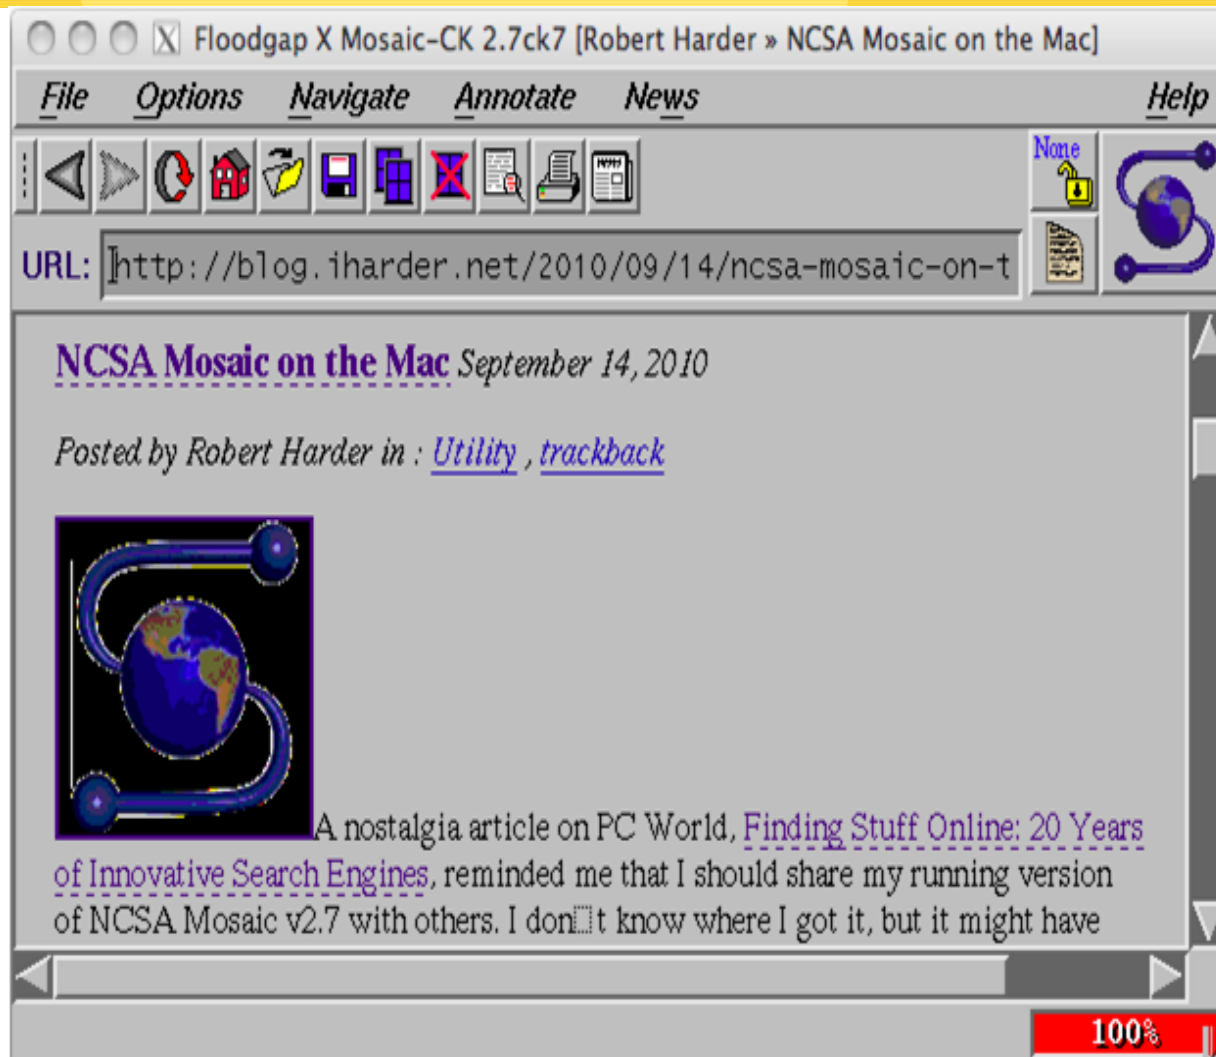 Floodgap X Mosaic-CK 2.7ck7 [Robert Harder » NCSA Mosaic on the Mac]
File Options Navigate Annotate News Help
None
URL: http://blog.iharder.net/2010/09/14/ncsa-mosaic-on-t
NCSA Mosaic on the Mac September 14, 2010
Posted by Robert Harder in : Utility , trackback
A nostalgia article on PC World, Finding Stuff Online: 20 Years
of Innovative Search Engines, reminded me that I should share my running version
of NCSA Mosaic v2.7 with others. I don□t know where I got it, but it might have
100%